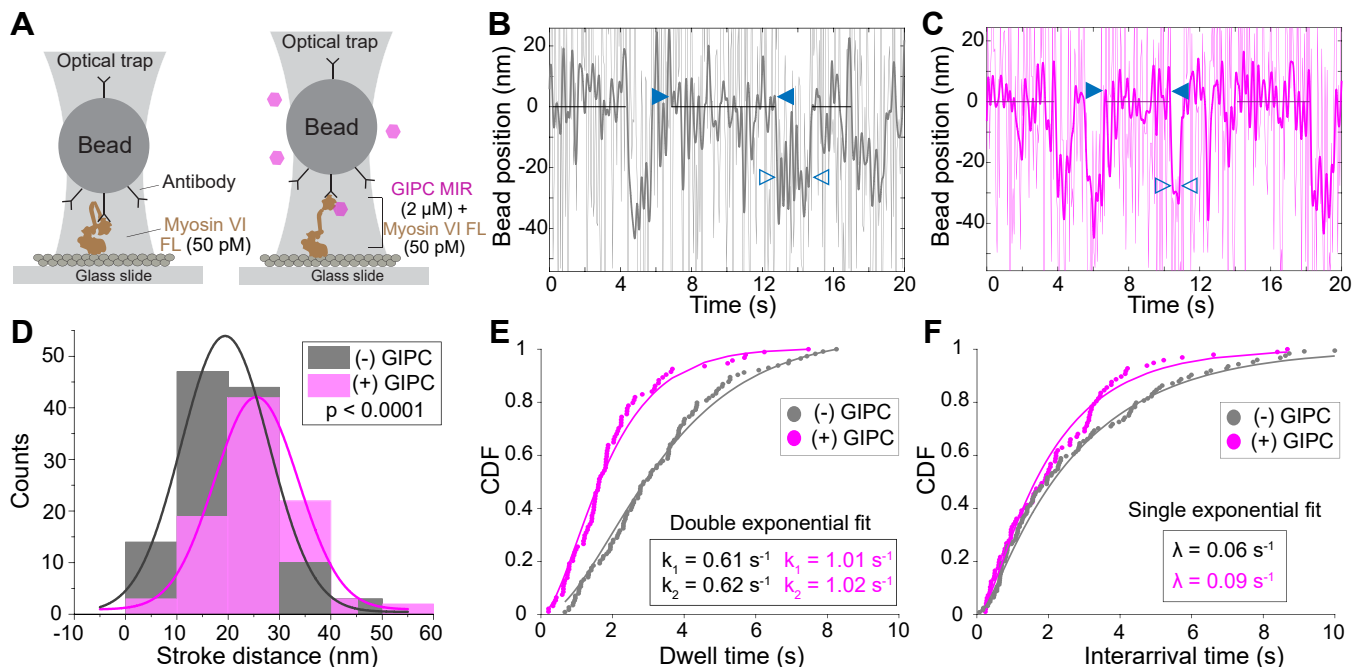 A
Optical trap
Bead
Antibody
Myosin VI
FL (50 pM)
Glass slide
Optical trap
Bead
GIPC MIR
(2 μM) +
Myosin VI FL
(50 pM)
Glass slide
B
Bead position (nm)
20
0
-20
-40
0 4 8 12 16 20
Time (s)
C
Bead position (nm)
20
0
-20
-40
0 4 8 12 16 20
Time (s)
D
Counts
50
40
30
20
10
0
-10 0 10 20 30 40 50 60
Stroke distance (nm)
(-) GIPC
(+) GIPC
p < 0.0001
E
CDF
1
0.8
0.6
0.4
0.2
0
0 2 4 6 8 10
Dwell time (s)
(-) GIPC
(+) GIPC
Double exponential fit
k1 = 0.61 s-1 k1 = 1.01 s-1
k2 = 0.62 s-1 k2 = 1.02 s-1
F
CDF
1
0.8
0.6
0.4
0.2
0
0 2 4 6 8 10
Interarrival time (s)
(-) GIPC
(+) GIPC
Single exponential fit
λ = 0.06 s-1
λ = 0.09 s-1